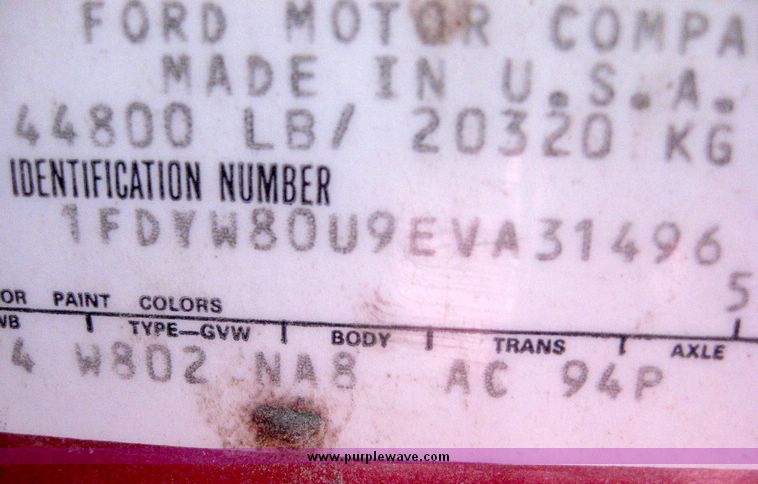 FORD MOTOR COMPA
MADE IN U.S.A.
44800 LB/ 20320 KG
IDENTIFICATION NUMBER
1FDYW80U9EVA31496
5
OR PAINT COLORS
WB TYPE-GVW BODY TRANS AXLE
4 W802 NA8 AC 94P
www.purplewave.com